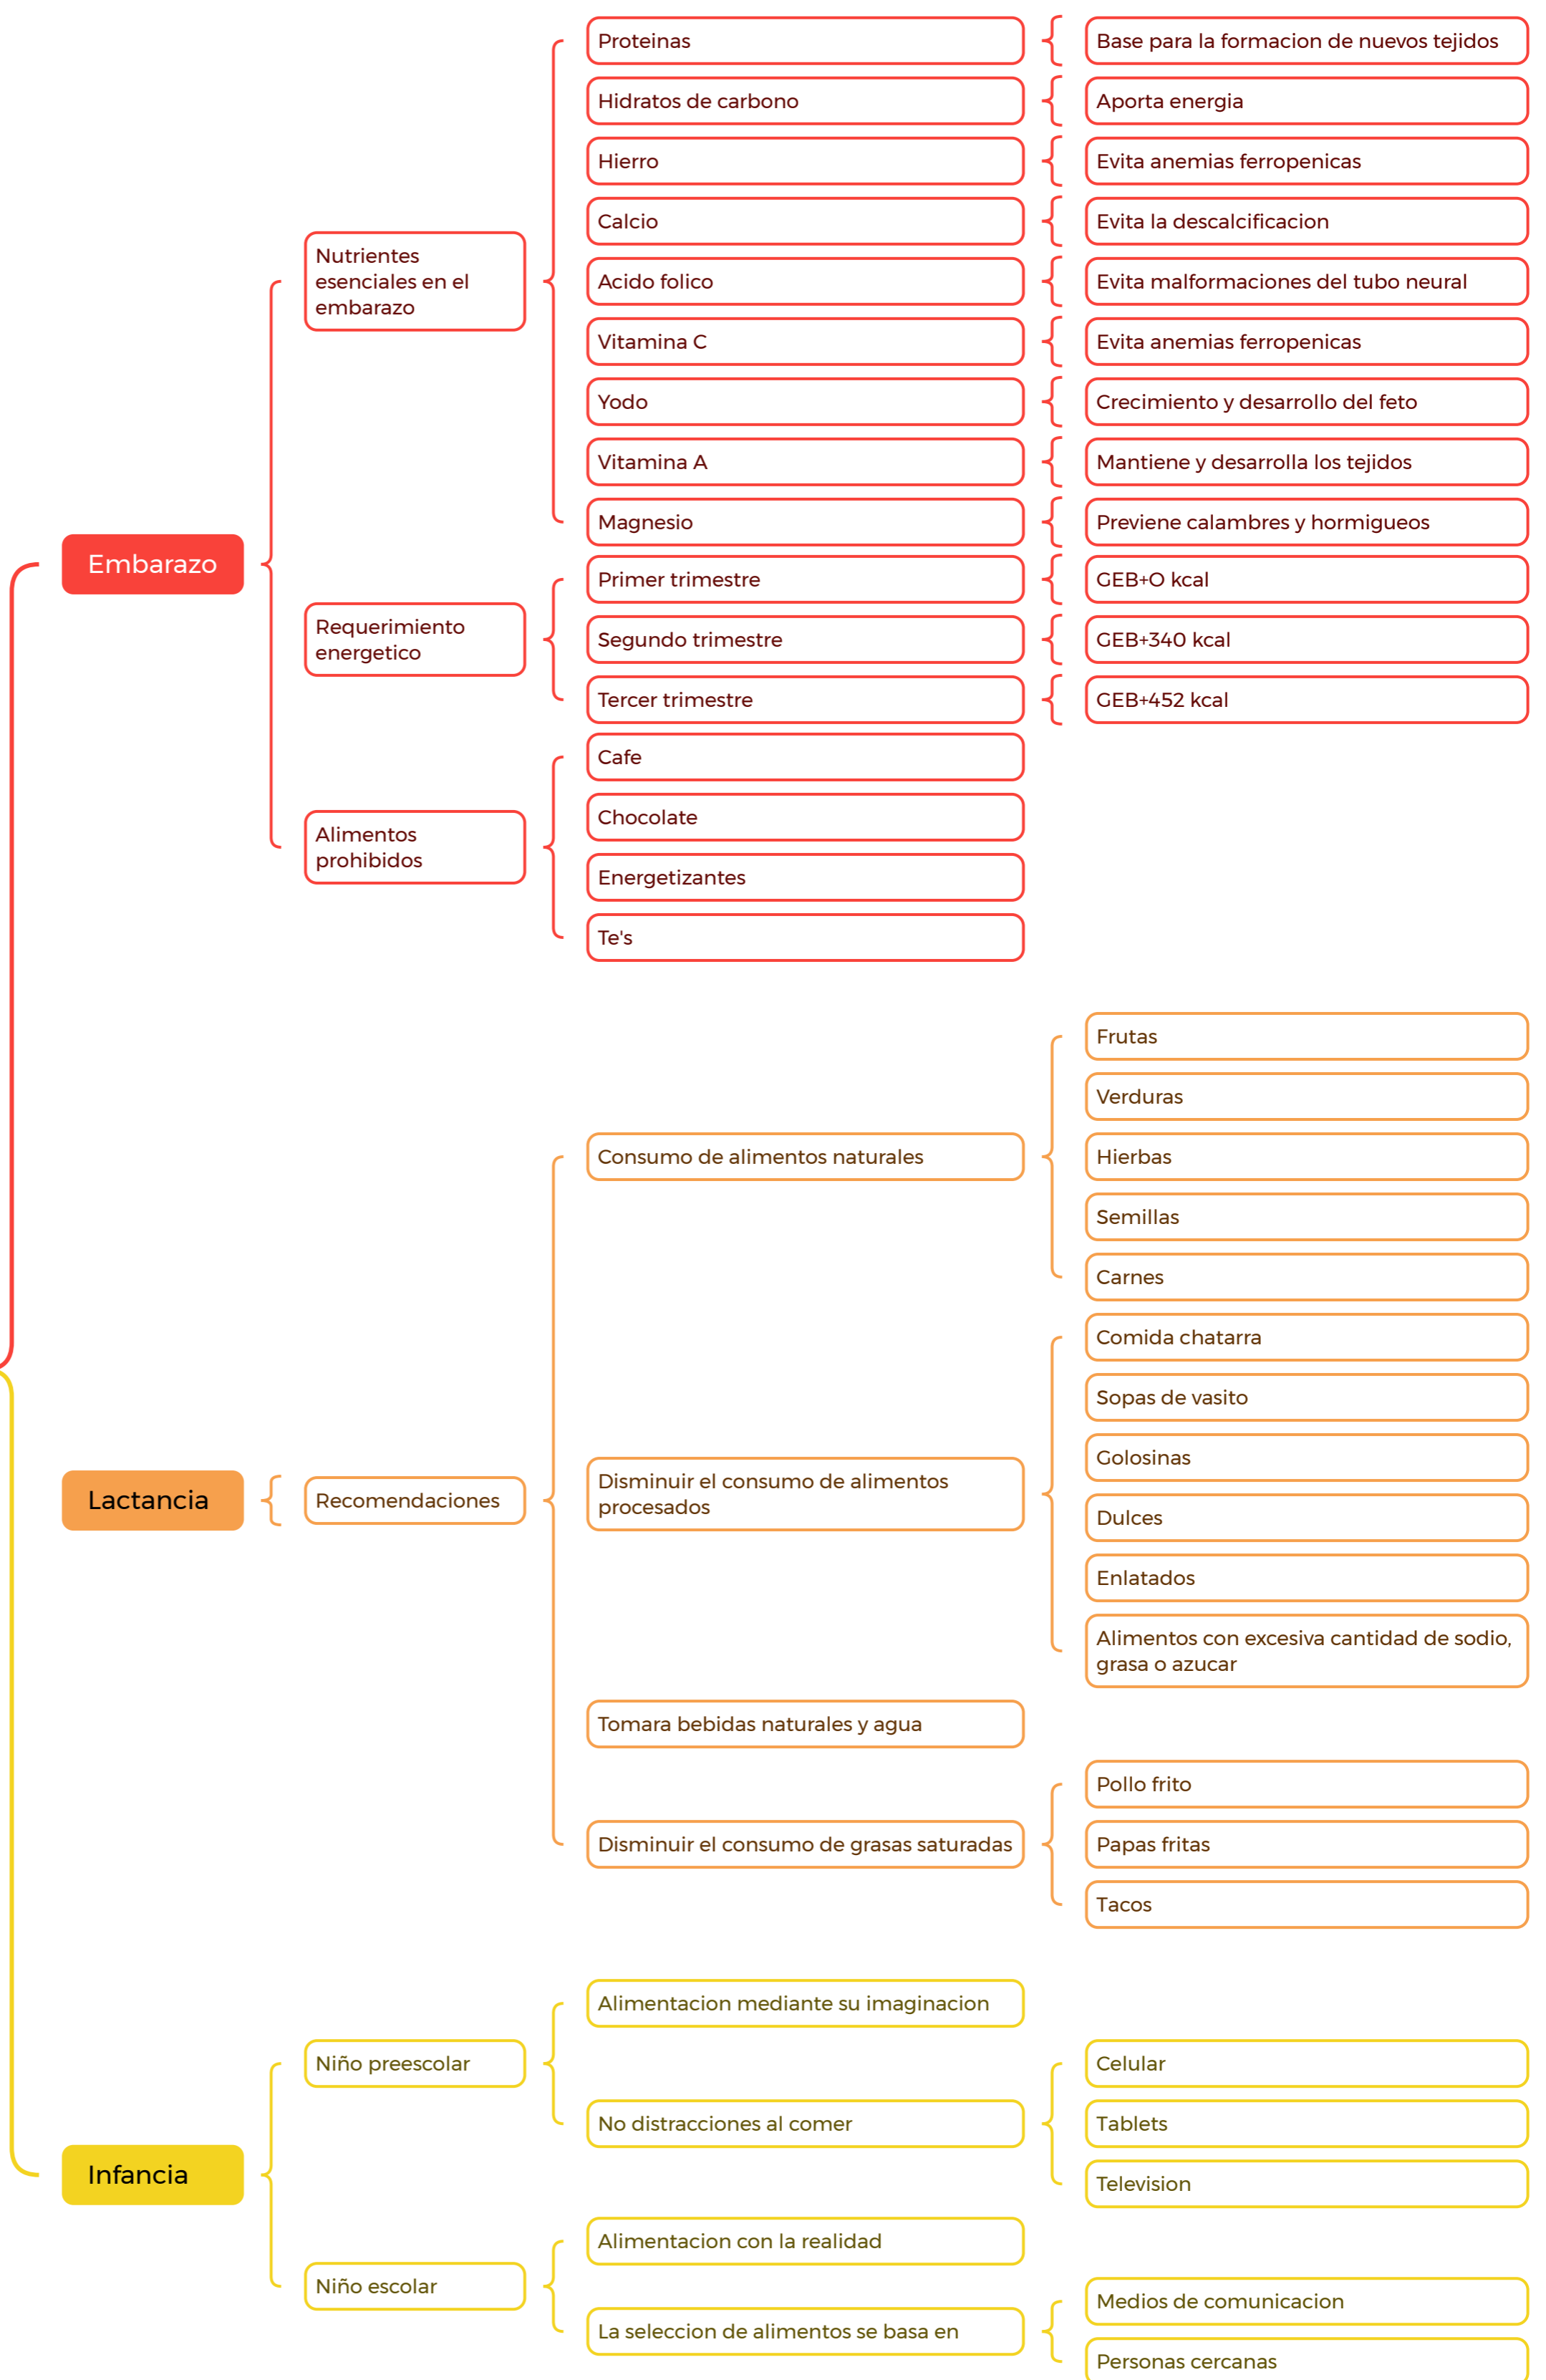 Embarazo
Nutrientes
esenciales en el
embarazo
Proteinas
Base para la formacion de nuevos tejidos
Hidratos de carbono
Aporta energia
Hierro
Evita anemias ferropenicas
Calcio
Evita la descalcificacion
Acido folico
Evita malformaciones del tubo neural
Vitamina C
Evita anemias ferropenicas
Yodo
Crecimiento y desarrollo del feto
Vitamina A
Mantiene y desarrolla los tejidos
Magnesio
Previene calambres y hormigueos
Requerimiento
energetico
Primer trimestre
GEB+O kcal
Segundo trimestre
GEB+340 kcal
Tercer trimestre
GEB+452 kcal
Alimentos
prohibidos
Cafe
Chocolate
Energetizantes
Te's
Lactancia
Recomendaciones
Consumo de alimentos naturales
Frutas
Verduras
Hierbas
Semillas
Carnes
Disminuir el consumo de alimentos
procesados
Comida chatarra
Sopas de vasito
Golosinas
Dulces
Enlatados
Alimentos con excesiva cantidad de sodio,
grasa o azucar
Tomara bebidas naturales y agua
Disminuir el consumo de grasas saturadas
Pollo frito
Papas fritas
Tacos
Infancia
Niño preescolar
Alimentacion mediante su imaginacion
No distracciones al comer
Celular
Tablets
Television
Niño escolar
Alimentacion con la realidad
La seleccion de alimentos se basa en
Medios de comunicacion
Personas cercanas